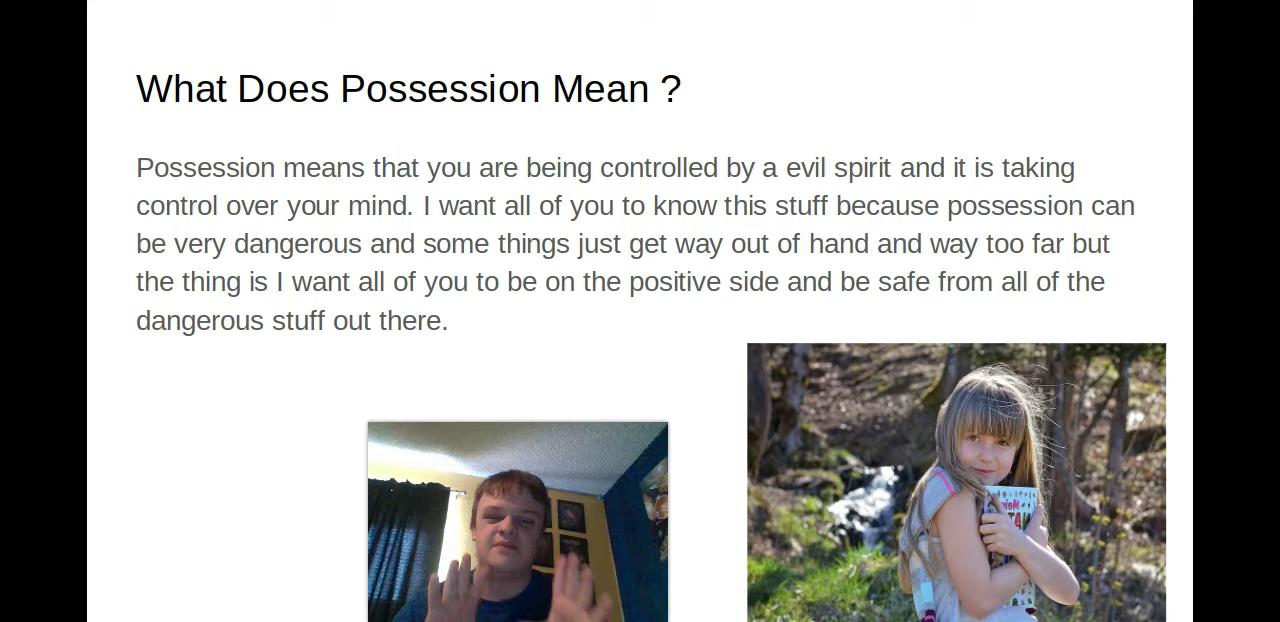 What Does Possession Mean ?
Possession means that you are being controlled by a evil spirit and it is taking
control over your mind. I want all of you to know this stuff because possession can
be very dangerous and some things just get way out of hand and way too far but
the thing is I want all of you to be on the positive side and be safe from all of the
dangerous stuff out there.